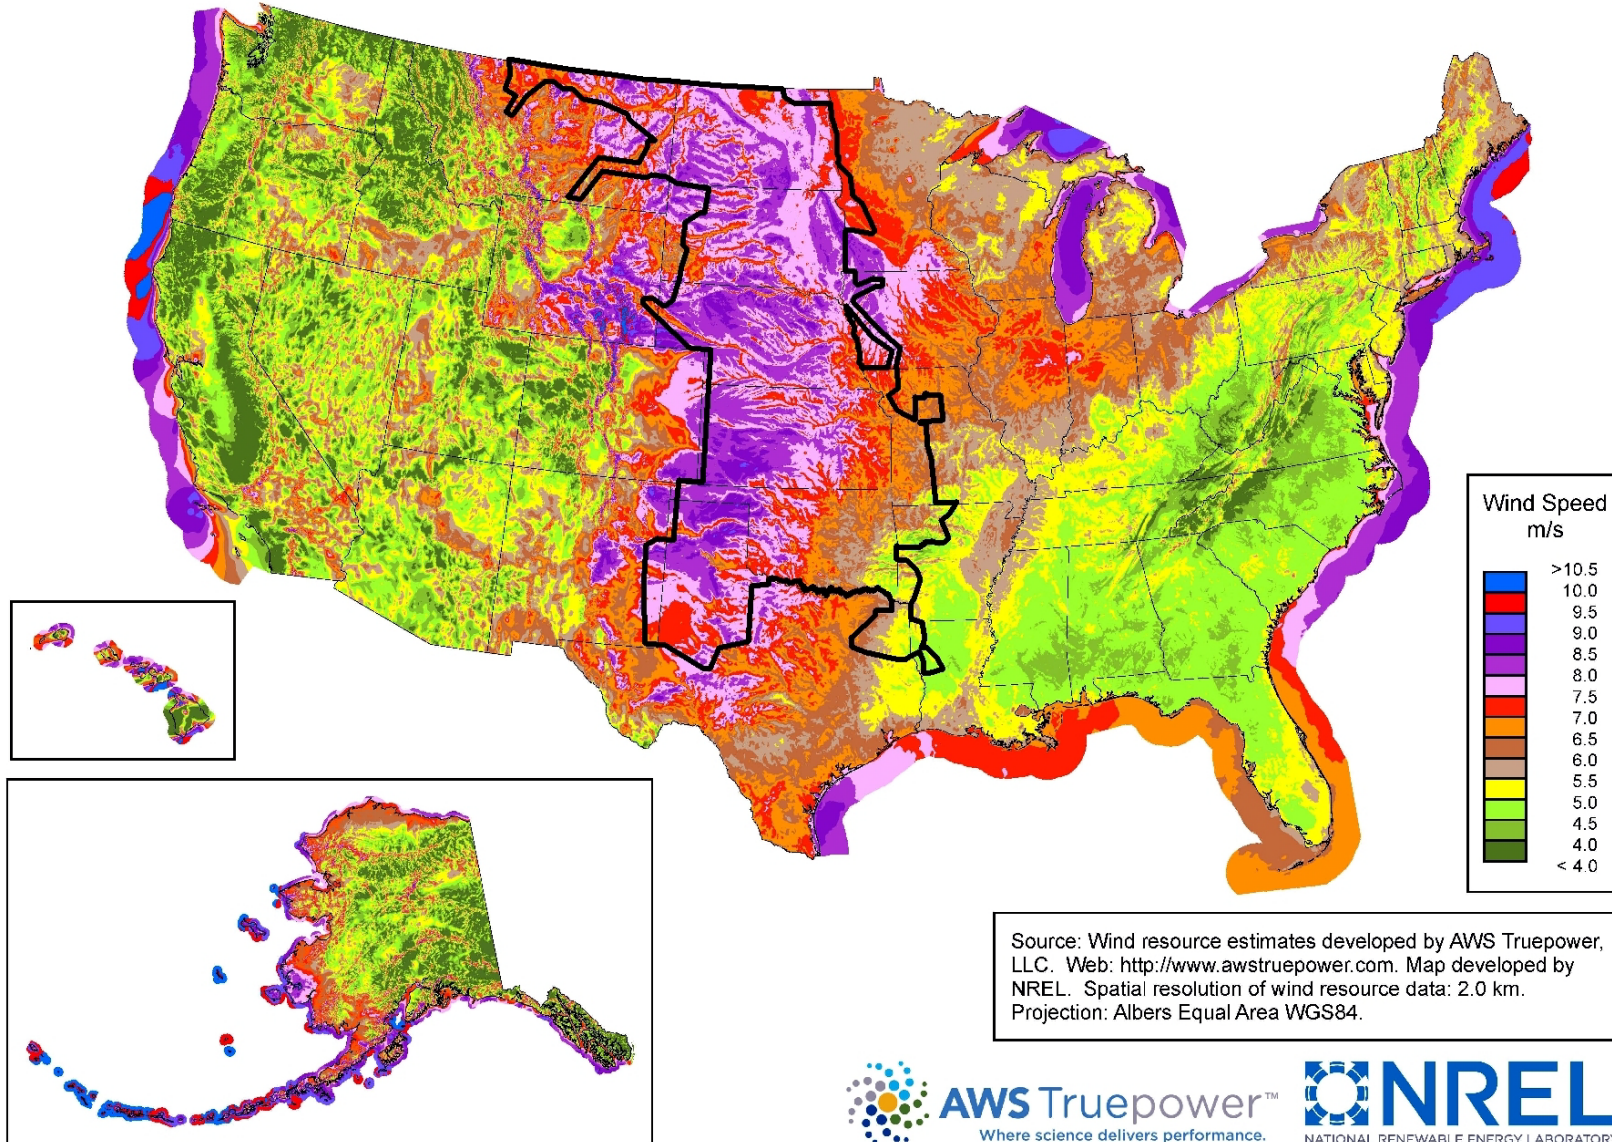 Wind Speed
m/s
>10.5
10.0
9.5
9.0
8.5
8.0
7.5
7.0
6.5
6.0
5.5
5.0
4.5
4.0
< 4.0
Source: Wind resource estimates developed by AWS Truepower,
LLC. Web: http://www.awstruepower.com. Map developed by
NREL. Spatial resolution of wind resource data: 2.0 km.
Projection: Albers Equal Area WGS84.
AWS Truepower™
Where science delivers performance.
NREL
NATIONAL RENEWABLE ENERGY LABORATORY